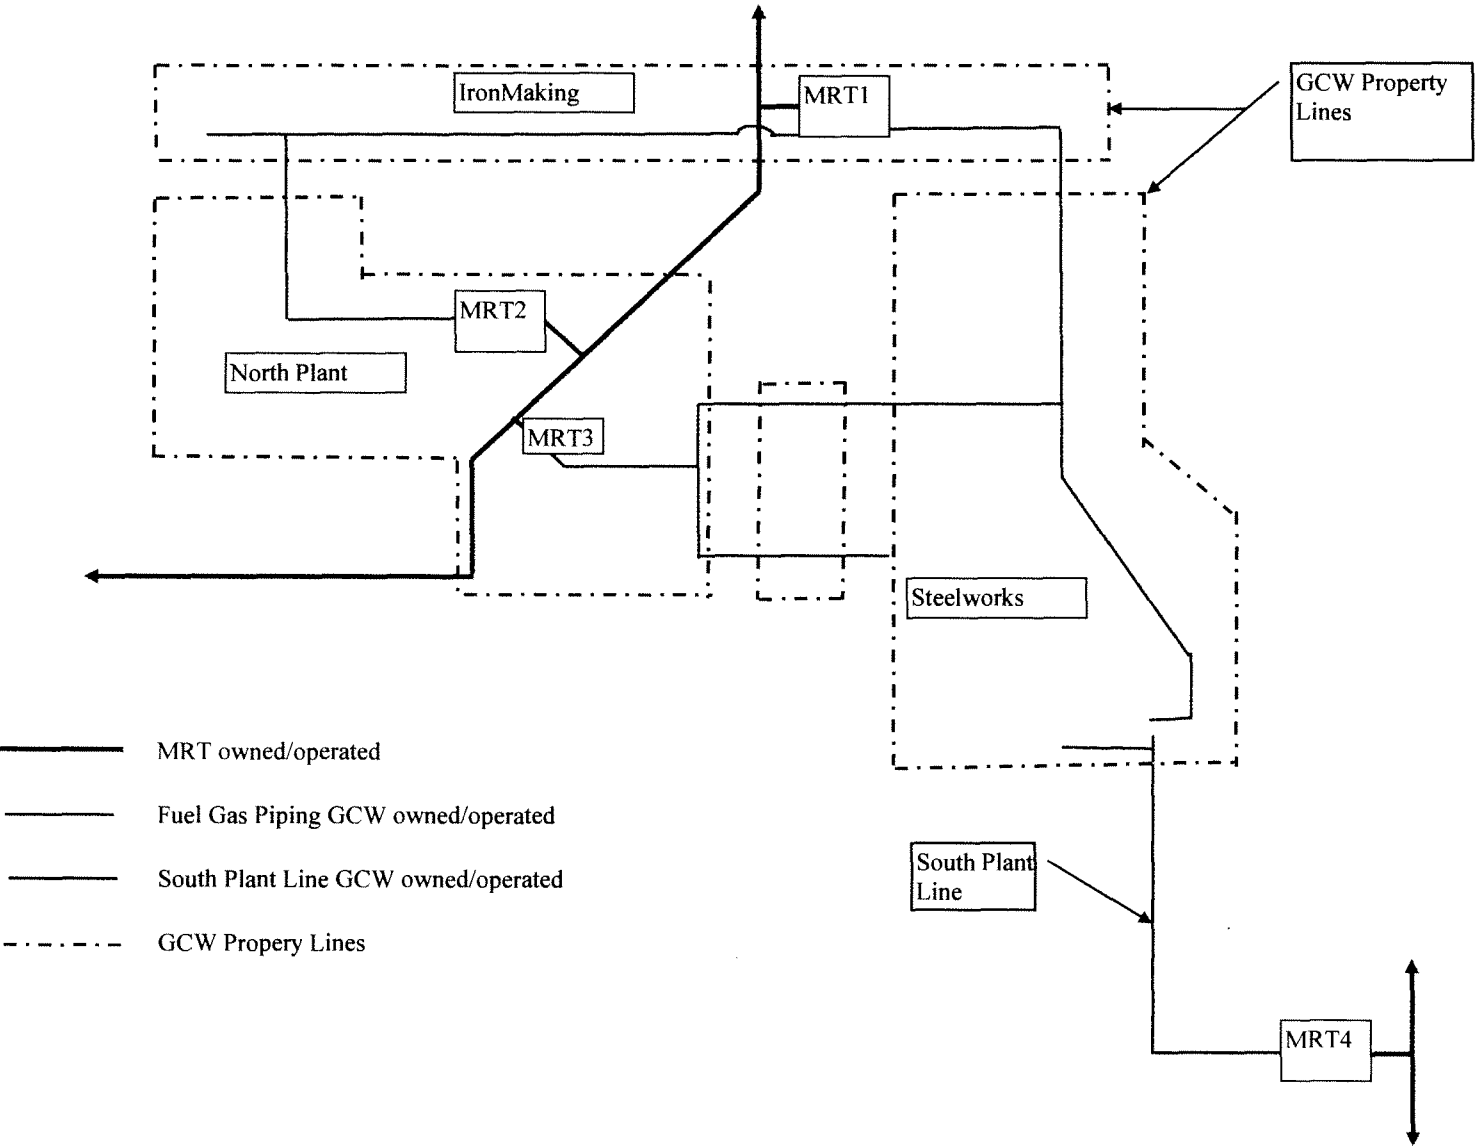 IronMaking
MRT1
GCW Property
Lines
MRT2
North Plant
MRT3
Steelworks
MRT owned/operated
Fuel Gas Piping GCW owned/operated
South Plant Line GCW owned/operated
GCW Propery Lines
South Plant
Line
MRT4